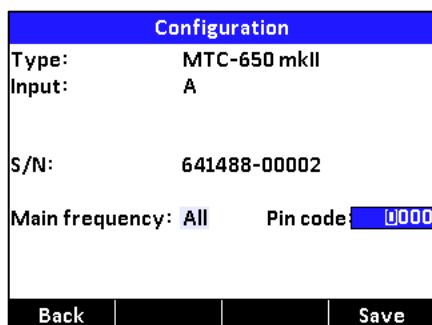 Configuration
Type: MTC-650 mkII
Input: A
S/N: 641488-00002
Main frequency: All Pin code: 0000
Back Save